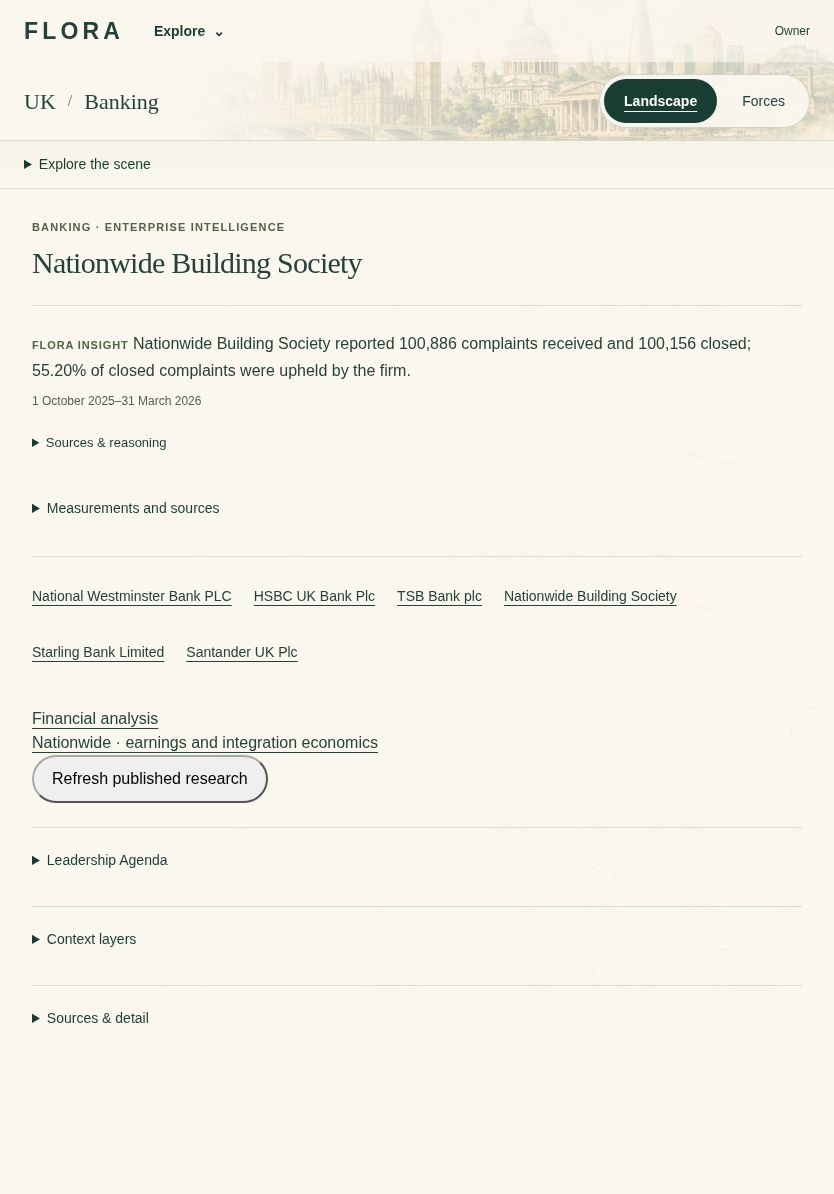 FLORA Explore Owner
UK / Banking Landscape Forces
Explore the scene
BANKING · ENTERPRISE INTELLIGENCE
Nationwide Building Society
FLORA INSIGHT Nationwide Building Society reported 100,886 complaints received and 100,156 closed;
55.20% of closed complaints were upheld by the firm.
1 October 2025–31 March 2026
Sources & reasoning
Measurements and sources
National Westminster Bank PLC HSBC UK Bank Plc TSB Bank plc Nationwide Building Society
Starling Bank Limited Santander UK Plc
Financial analysis
Nationwide · earnings and integration economics
Refresh published research
Leadership Agenda
Context layers
Sources & detail